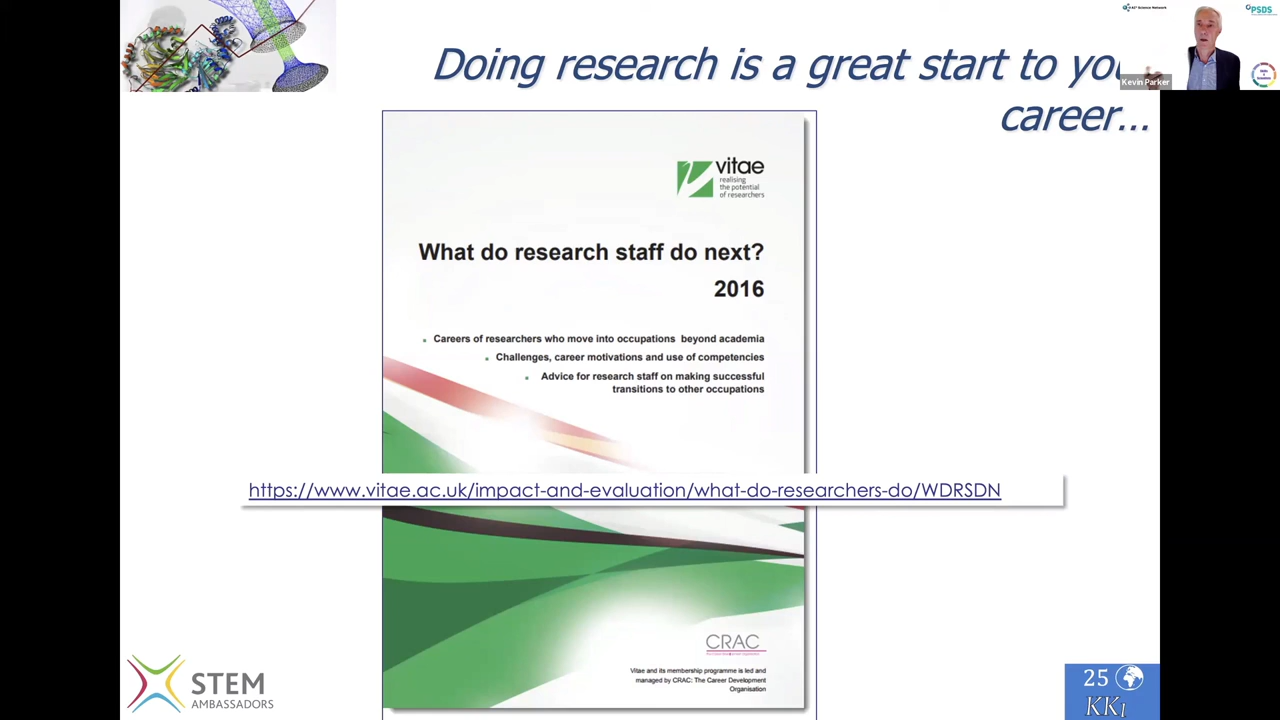 Doing research is a great start to you
career...
Kevin Parker
PSDS
vitae
realising
the potential
of researchers
What do research staff do next?
2016
Careers of researchers who move into occupations beyond academia
Challenges, career motivations and use of competencies
Advice for research staff on making successful
transitions to other occupations
https://www.vitae.ac.uk/impact-and-evaluation/what-do-researchers-do/WDRSDN
CRAC
Vitae and its membership programme is led and
managed by CRAC: The Career Development
Organisation
STEM
AMBASSADORS
25
KKI